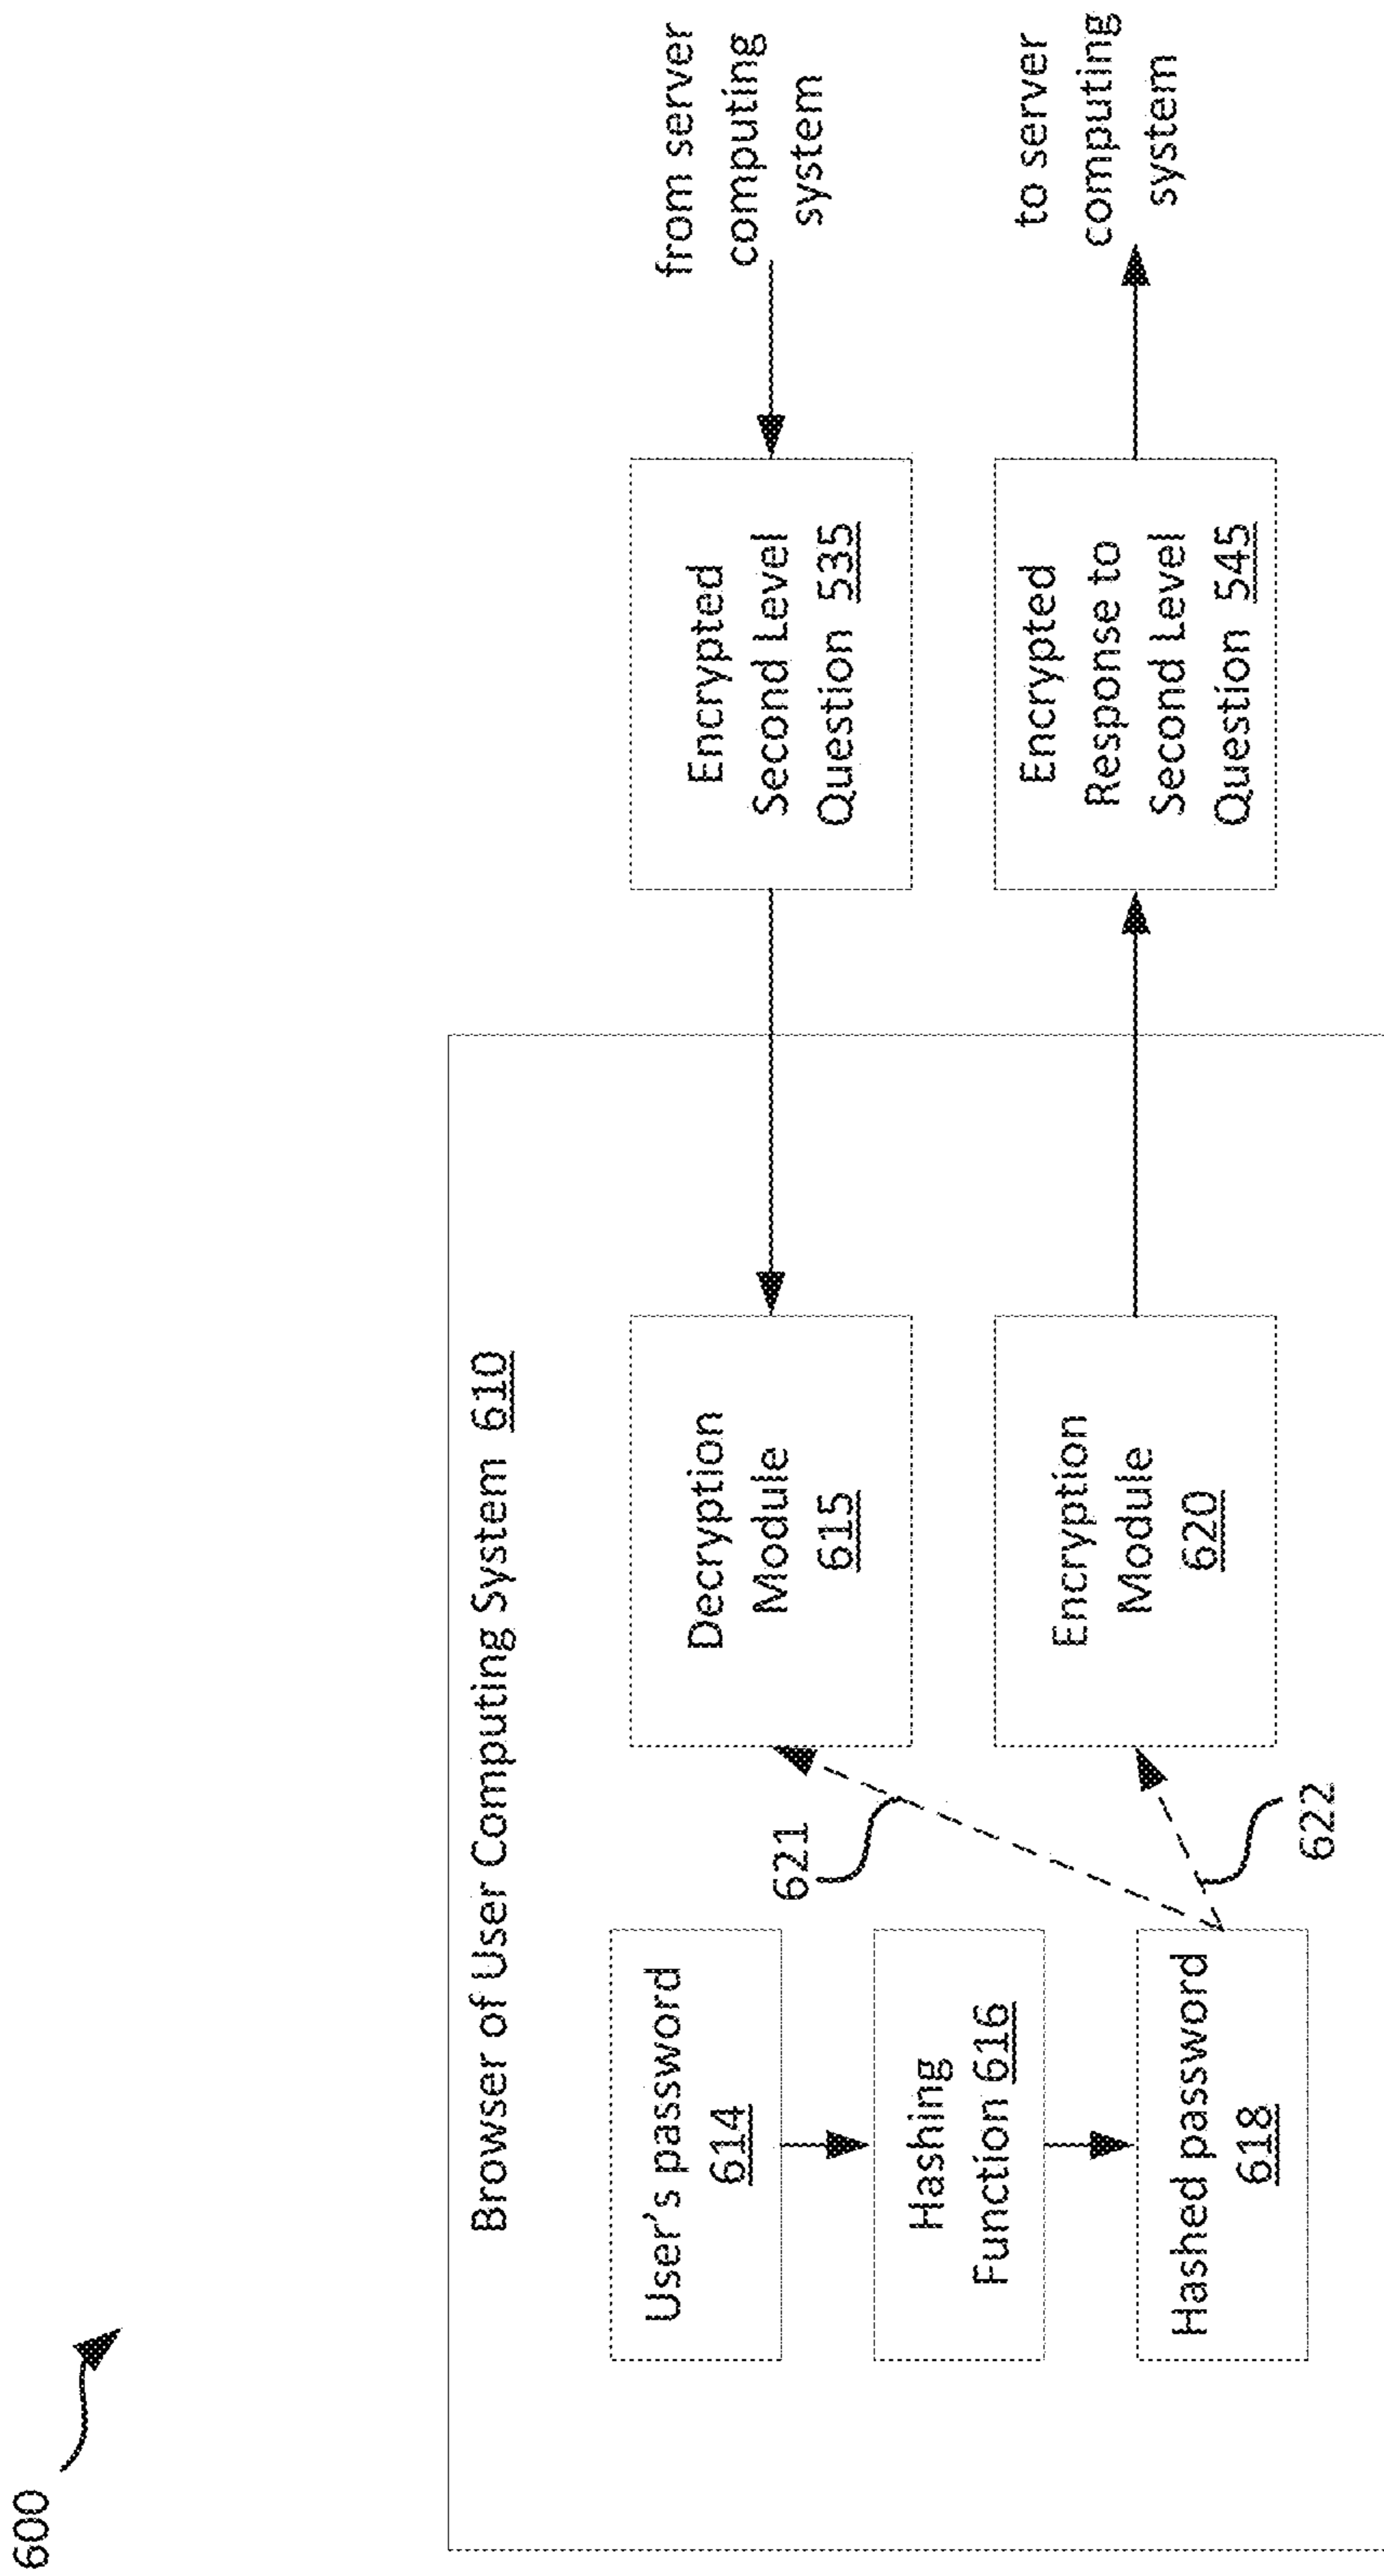 600
Browser of User Computing System 610
User's password
614
Hashing
Function 616
Hashed password
618
621
622
Decryption
Module
615
Encryption
Module
620
Encrypted
Second Level
Question 535
Encrypted
Response to
Second Level
Question 545
from server
computing
system
to server
computing
system